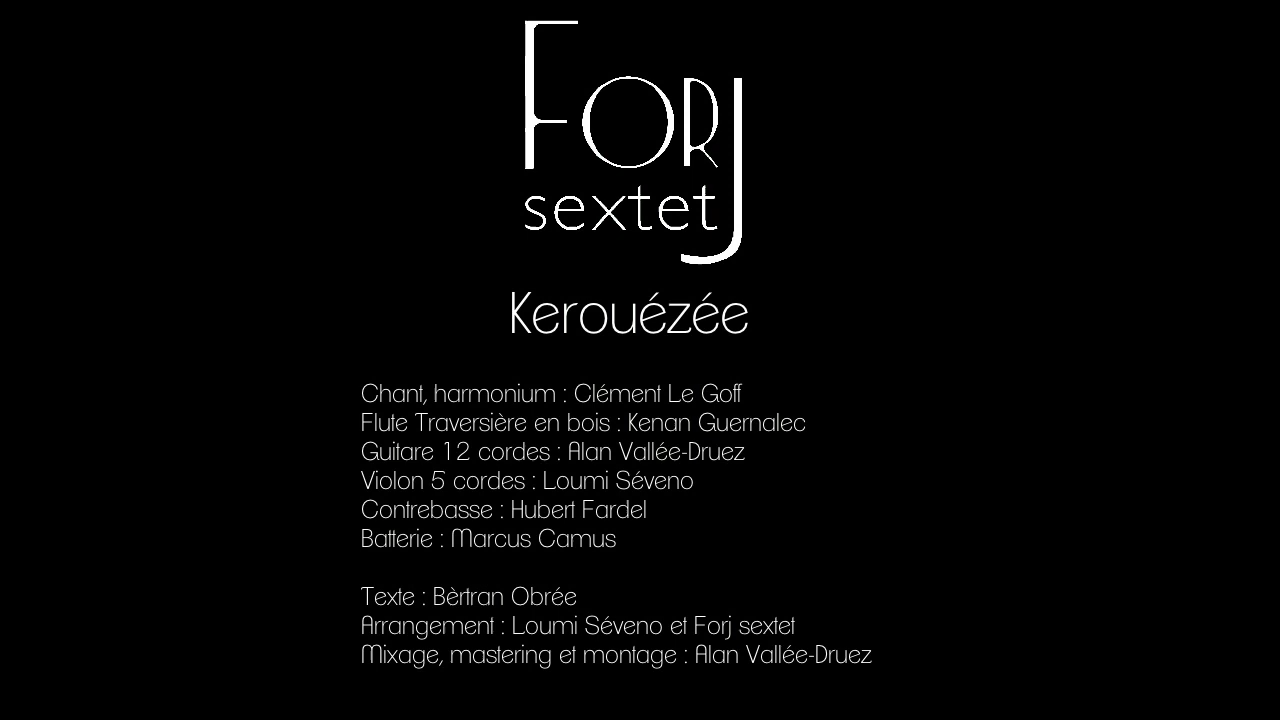 Forj
sextet
Kerouézée
Chant, harmonium : Clément Le Goff
Flute Traversière en bois : Kenan Guernalec
Guitare 12 cordes : Alan Vallée-Druez
Violon 5 cordes : Loumi Séveno
Contrebasse : Hubert Fardel
Batterie : Marcus Camus
Texte : Bèrtran Obrée
Arrangement : Loumi Séveno et Forj sextet
Mixage, mastering et montage : Alan Vallée-Druez